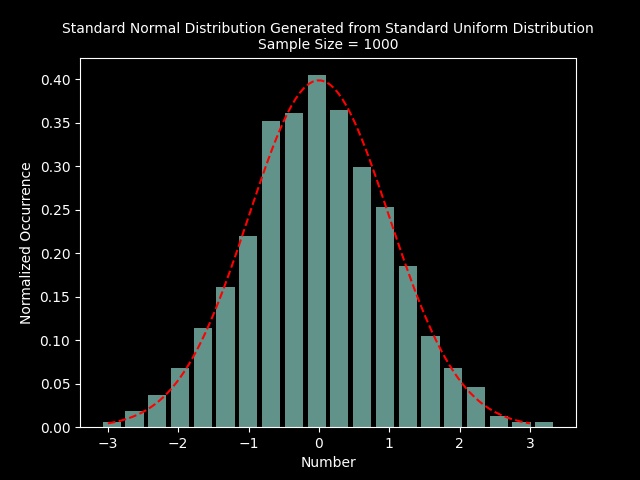 Standard Normal Distribution Generated from Standard Uniform Distribution
Sample Size = 1000
0.40
0.35
0.30
0.25
0.20
0.15
0.10
0.05
0.00
Normalized Occurrence
−3 −2 −1 0 1 2 3
Number